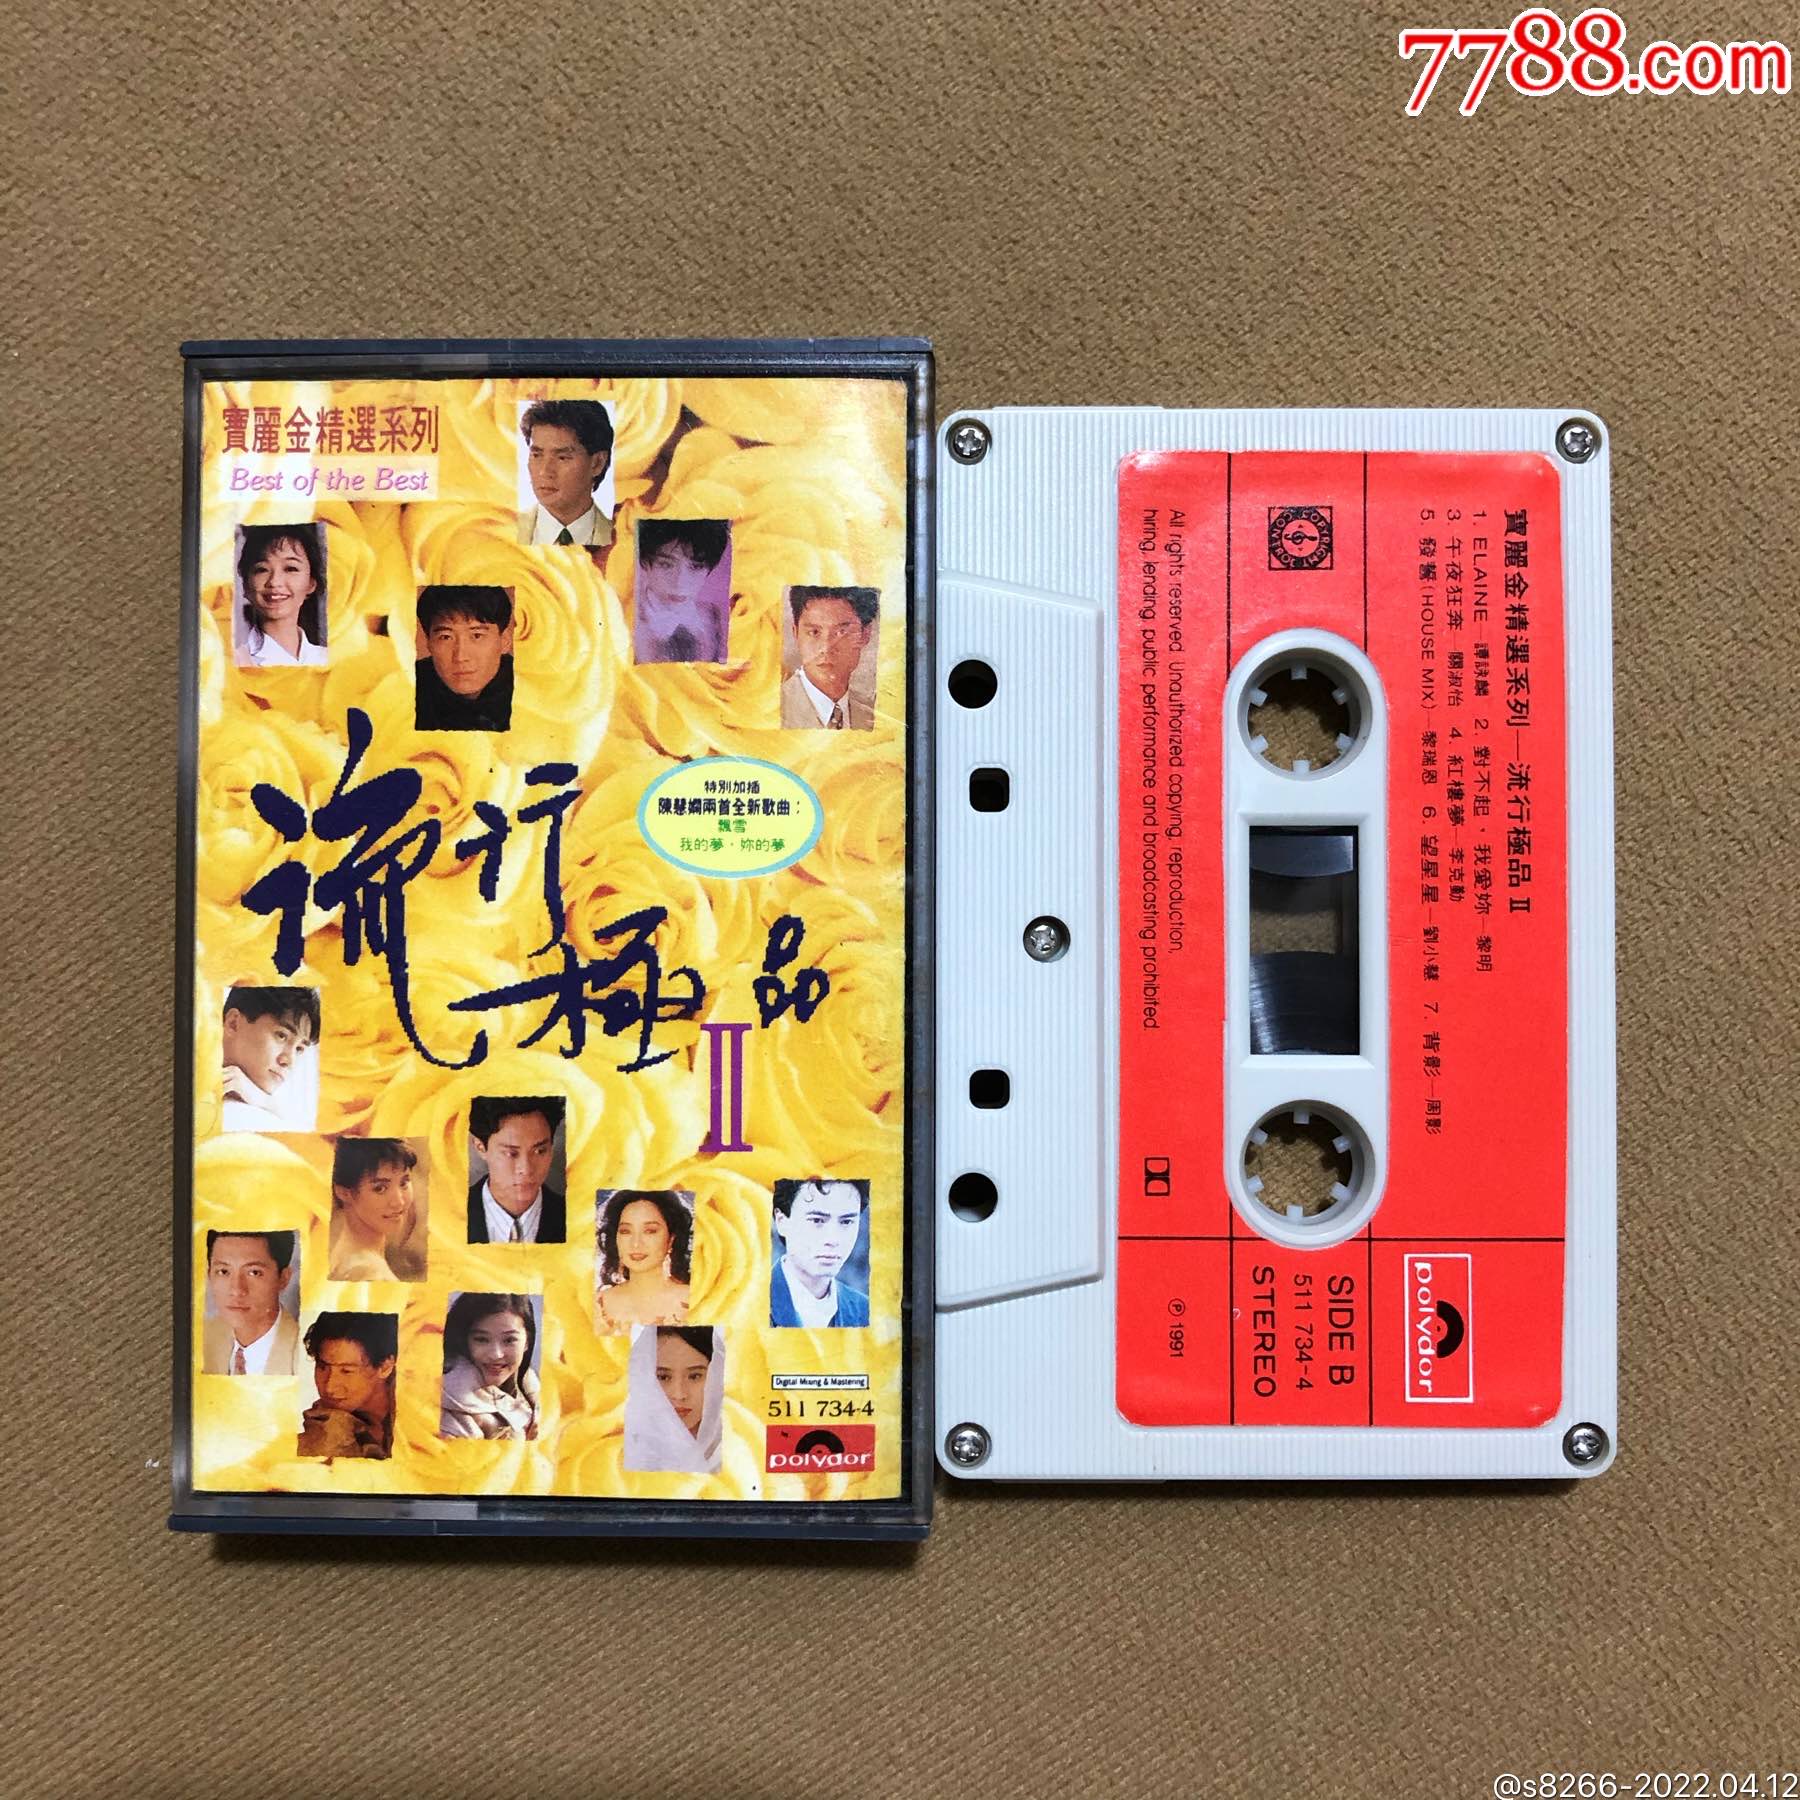 7788.com
寶麗金精選系列
Best of the Best
流行極品
II
特別加插
陳慧嫻兩首全新歌曲：
飄雪
我的夢，妳的夢
Digital Mixing & Mastering
511 734-4
polydor
寶麗金精選系列—流行極品 II
1. ELAINE—譚詠麟 2. 對不起，我愛妳—黎明
3. 午夜狂奔—關淑怡 4. 紅樓夢—李克勤
5. 發誓(HOUSE MIX)—黎瑞恩 6. 望星星—劉小慧 7. 背影—周影
COPYRIGHT CONTROL
All rights reserved. Unauthorized copying, reproduction,
hiring, lending, public performance and broadcasting prohibited.
polydor
SIDE B
511 734-4
STEREO
℗ 1991
@s8266-2022.04.12